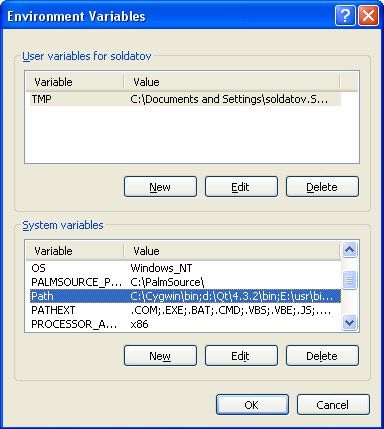 Environment Variables
User variables for soldatov
Variable Value
TMP C:\Documents and Settings\soldatov.S...
New Edit Delete
System variables
Variable Value
OS Windows_NT
PALMSOURCE_P... C:\PalmSource\
Path C:\Cygwin\bin;d:\Qt\4.3.2\bin;E:\usr\bi...
PATHEXT .COM;.EXE;.BAT;.CMD;.VBS;.VBE;.JS;....
PROCESSOR_A... x86
New Edit Delete
OK Cancel